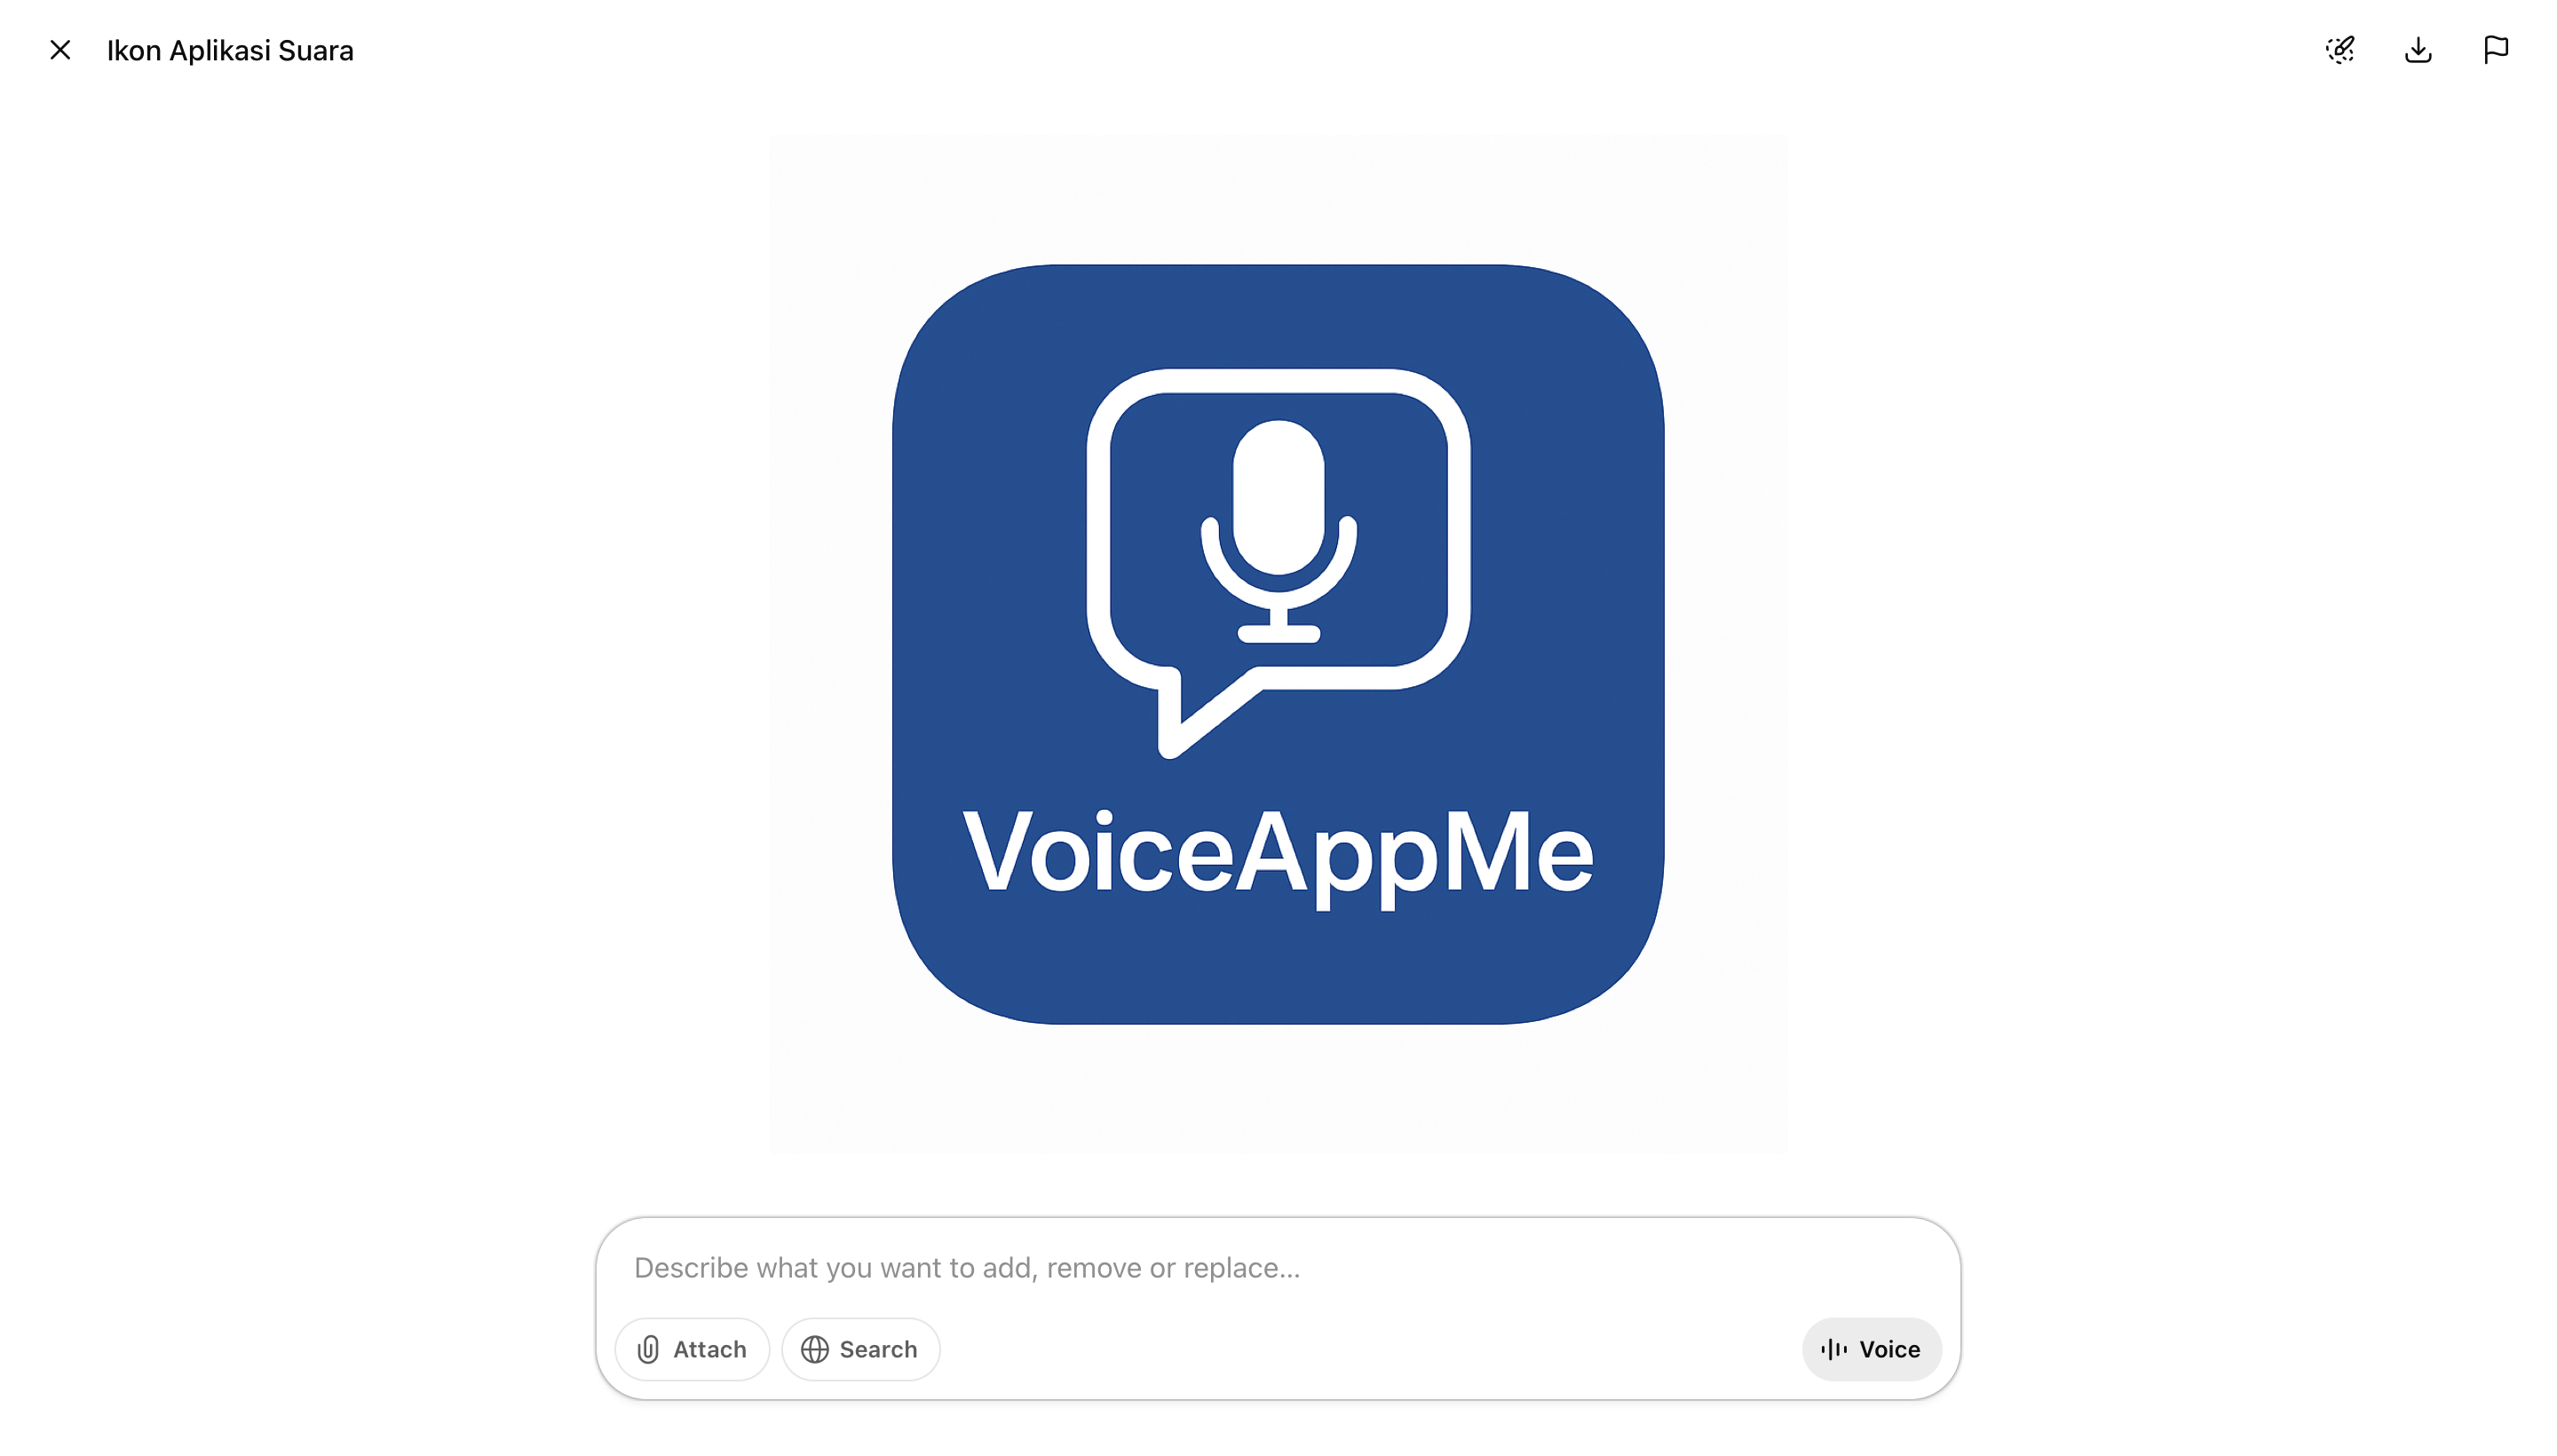 Ikon Aplikasi Suara
VoiceAppMe
Describe what you want to add, remove or replace...
Attach
Search
Voice